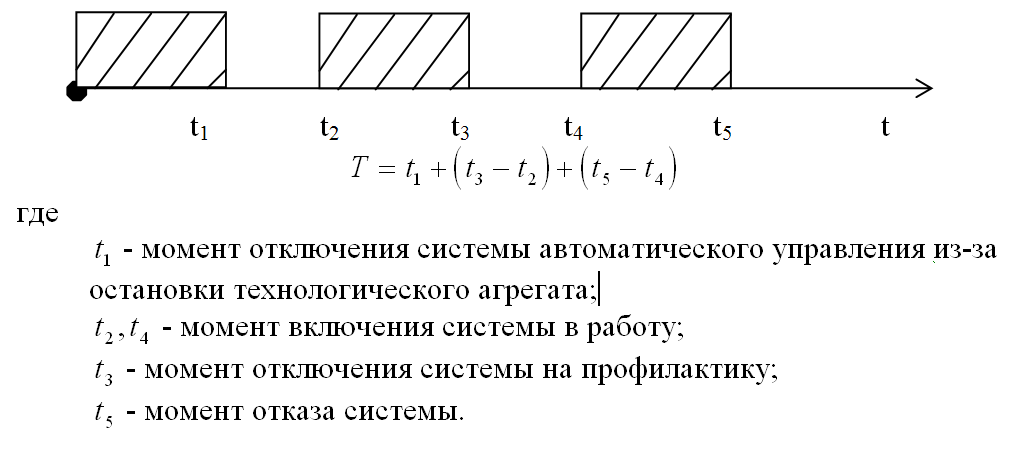 t₁ t₂ t₃ t₄ t₅ t
T = t₁ + (t₃ − t₂) + (t₅ − t₄)
где
t₁ - момент отключения системы автоматического управления из-за
остановки технологического агрегата;
t₂, t₄ - момент включения системы в работу;
t₃ - момент отключения системы на профилактику;
t₅ - момент отказа системы.